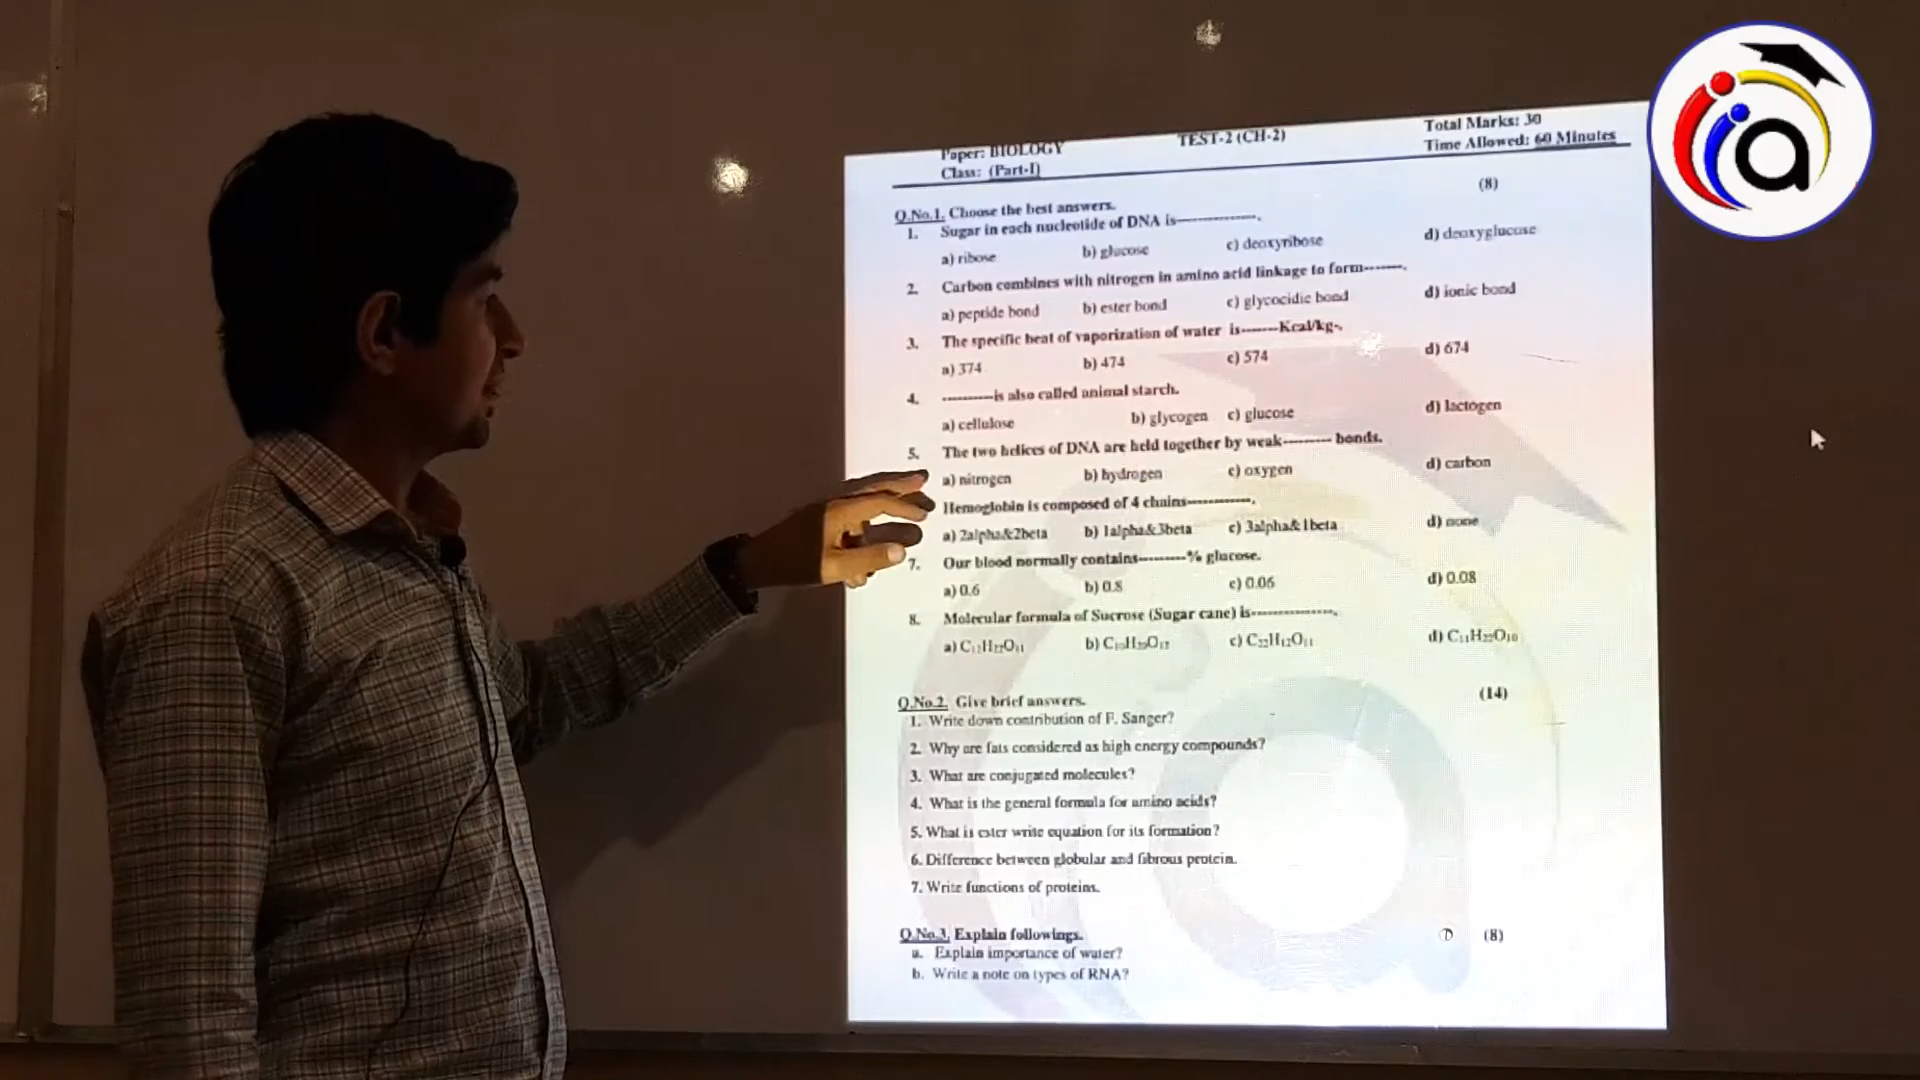 Paper: BIOLOGY TEST-2 (CH-2) Total Marks: 30
Class: (Part-I) Time Allowed: 60 Minutes
Q.No.1. Choose the best answers. (8)
1. Sugar in each nucleotide of DNA is---------------.
a) ribose b) glucose c) deoxyribose d) deoxyglucose
2. Carbon combines with nitrogen in amino acid linkage to form-------.
a) peptide bond b) ester bond c) glycocidic bond d) ionic bond
3. The specific heat of vaporization of water is-------Kcal/kg-.
a) 374 b) 474 c) 574 d) 674
4. ----------is also called animal starch.
a) cellulose b) glycogen c) glucose d) lactogen
5. The two helices of DNA are held together by weak--------- bonds.
a) nitrogen b) hydrogen c) oxygen d) carbon
Hemoglobin is composed of 4 chains------------.
a) 2alpha&2beta b) 1alpha&3beta c) 3alpha&1beta d) none
7. Our blood normally contains---------% glucose.
a) 0.6 b) 0.8 c) 0.06 d) 0.08
8. Molecular formula of Sucrose (Sugar cane) is---------------.
a) C₁₂H₂₂O₁₁ b) C₁₀H₂₀O₁₂ c) C₂₂H₁₂O₁₁ d) C₁₁H₂₂O₁₀
Q.No.2. Give brief answers. (14)
1. Write down contribution of F. Sanger?
2. Why are fats considered as high energy compounds?
3. What are conjugated molecules?
4. What is the general formula for amino acids?
5. What is ester write equation for its formation?
6. Difference between globular and fibrous protein.
7. Write functions of proteins.
Q.No.3. Explain followings. (8)
a. Explain importance of water?
b. Write a note on types of RNA?